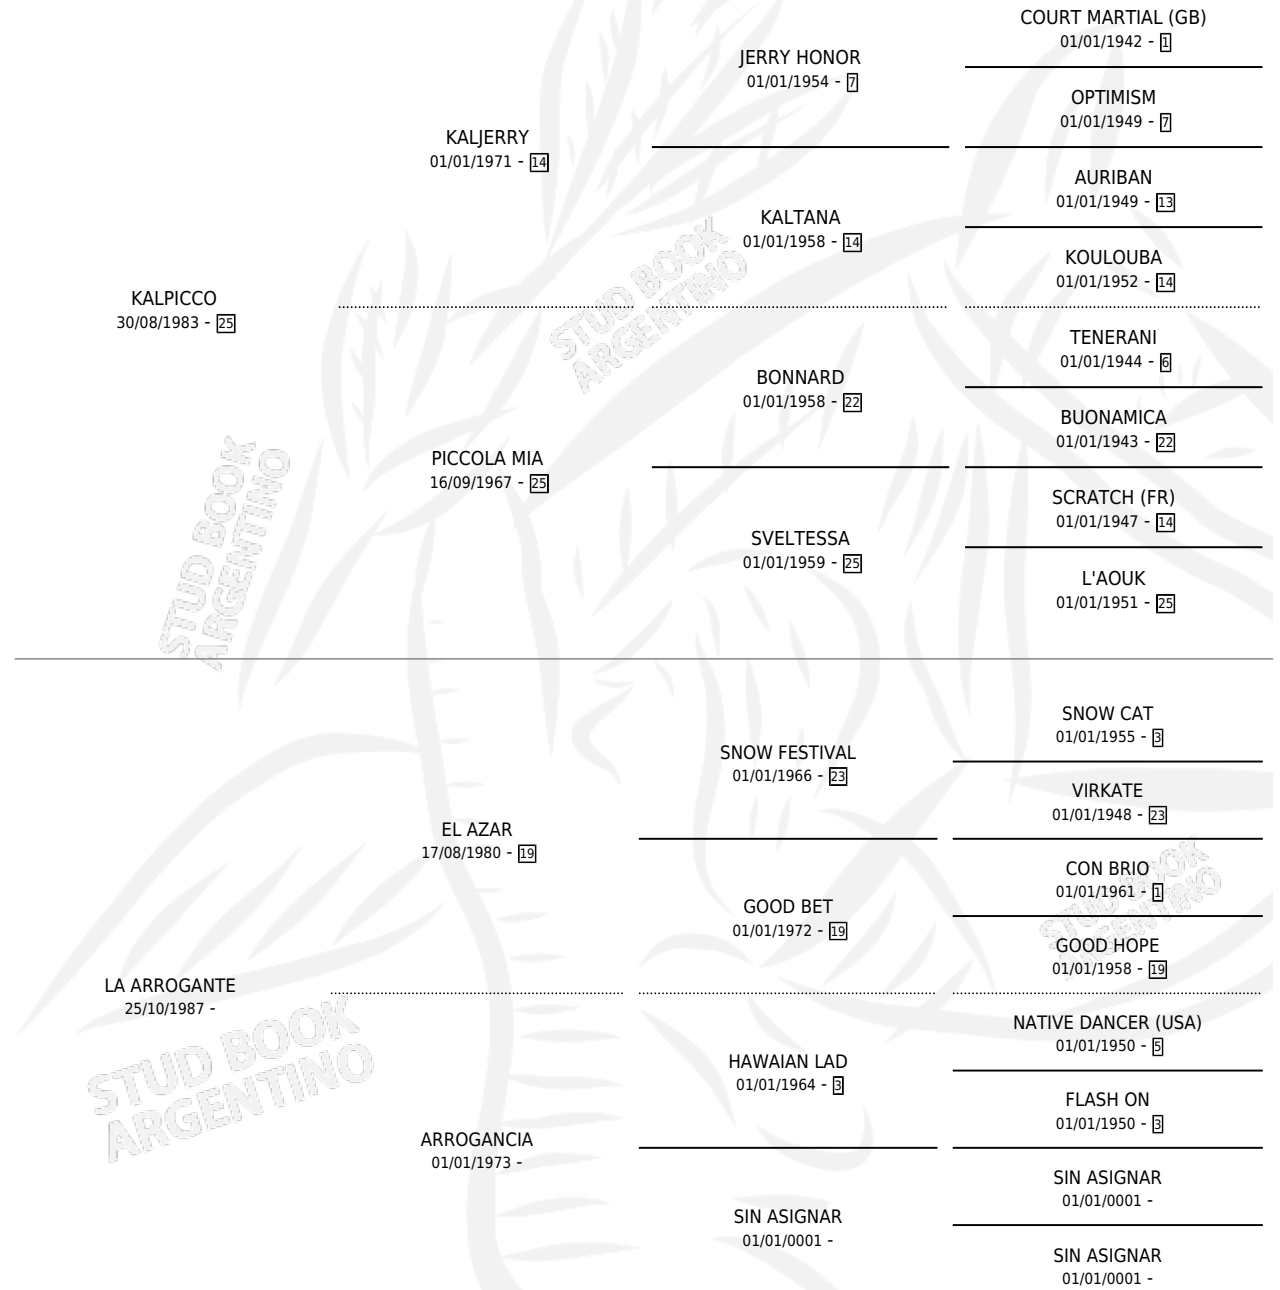 COURT MARTIAL (GB)
01/01/1942 - 1
JERRY HONOR
01/01/1954 - 7
OPTIMISM
01/01/1949 - 7
KALJERRY
01/01/1971 - 14
AURIBAN
01/01/1949 - 13
KALTANA
01/01/1958 - 14
KOULOUBA
01/01/1952 - 14
KALPICCO
30/08/1983 - 25
TENERANI
01/01/1944 - 6
BONNARD
01/01/1958 - 22
BUONAMICA
01/01/1943 - 22
PICCOLA MIA
16/09/1967 - 25
SCRATCH (FR)
01/01/1947 - 14
SVELTESSA
01/01/1959 - 25
L'AOUK
01/01/1951 - 25
SNOW CAT
01/01/1955 - 3
SNOW FESTIVAL
01/01/1966 - 23
VIRKATE
01/01/1948 - 23
EL AZAR
17/08/1980 - 19
CON BRIO
01/01/1961 - 1
GOOD BET
01/01/1972 - 19
GOOD HOPE
01/01/1958 - 19
LA ARROGANTE
25/10/1987 -
NATIVE DANCER (USA)
01/01/1950 - 5
HAWAIAN LAD
01/01/1964 - 3
FLASH ON
01/01/1950 - 3
ARROGANCIA
01/01/1973 -
SIN ASIGNAR
01/01/0001 -
SIN ASIGNAR
01/01/0001 -
SIN ASIGNAR
01/01/0001 -
STUD BOOK
ARGENTINO
STUD BOOK
ARGENTINO
STUD BOOK
ARGENTINO
STUD BOOK
ARGENTINO